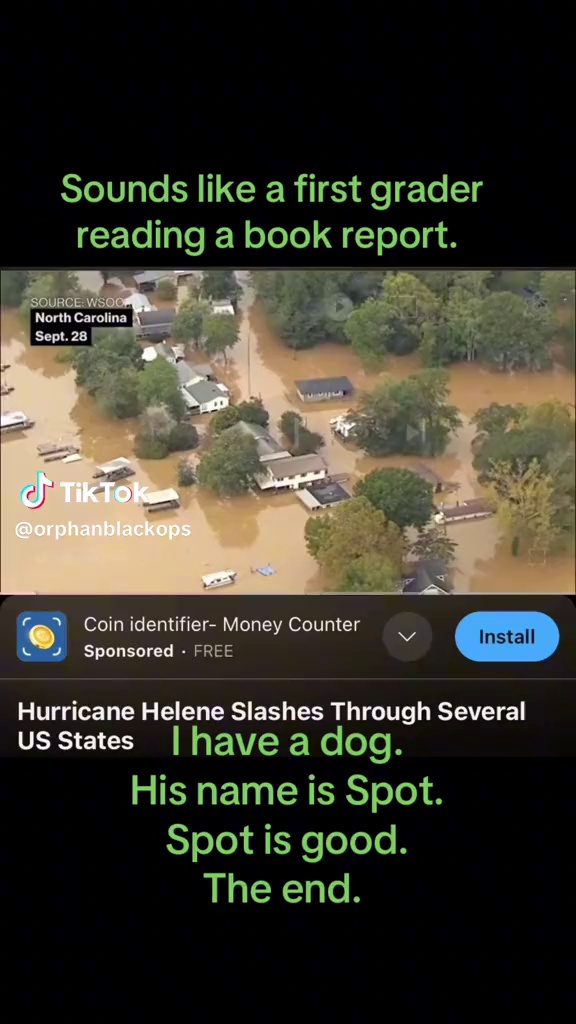 Sounds like a first grader
reading a book report.
SOURCE: WSOC
North Carolina
Sept. 28
TikTok
@orphanblackops
Coin identifier- Money Counter
Sponsored · FREE
Install
Hurricane Helene Slashes Through Several
US States
I have a dog.
His name is Spot.
Spot is good.
The end.